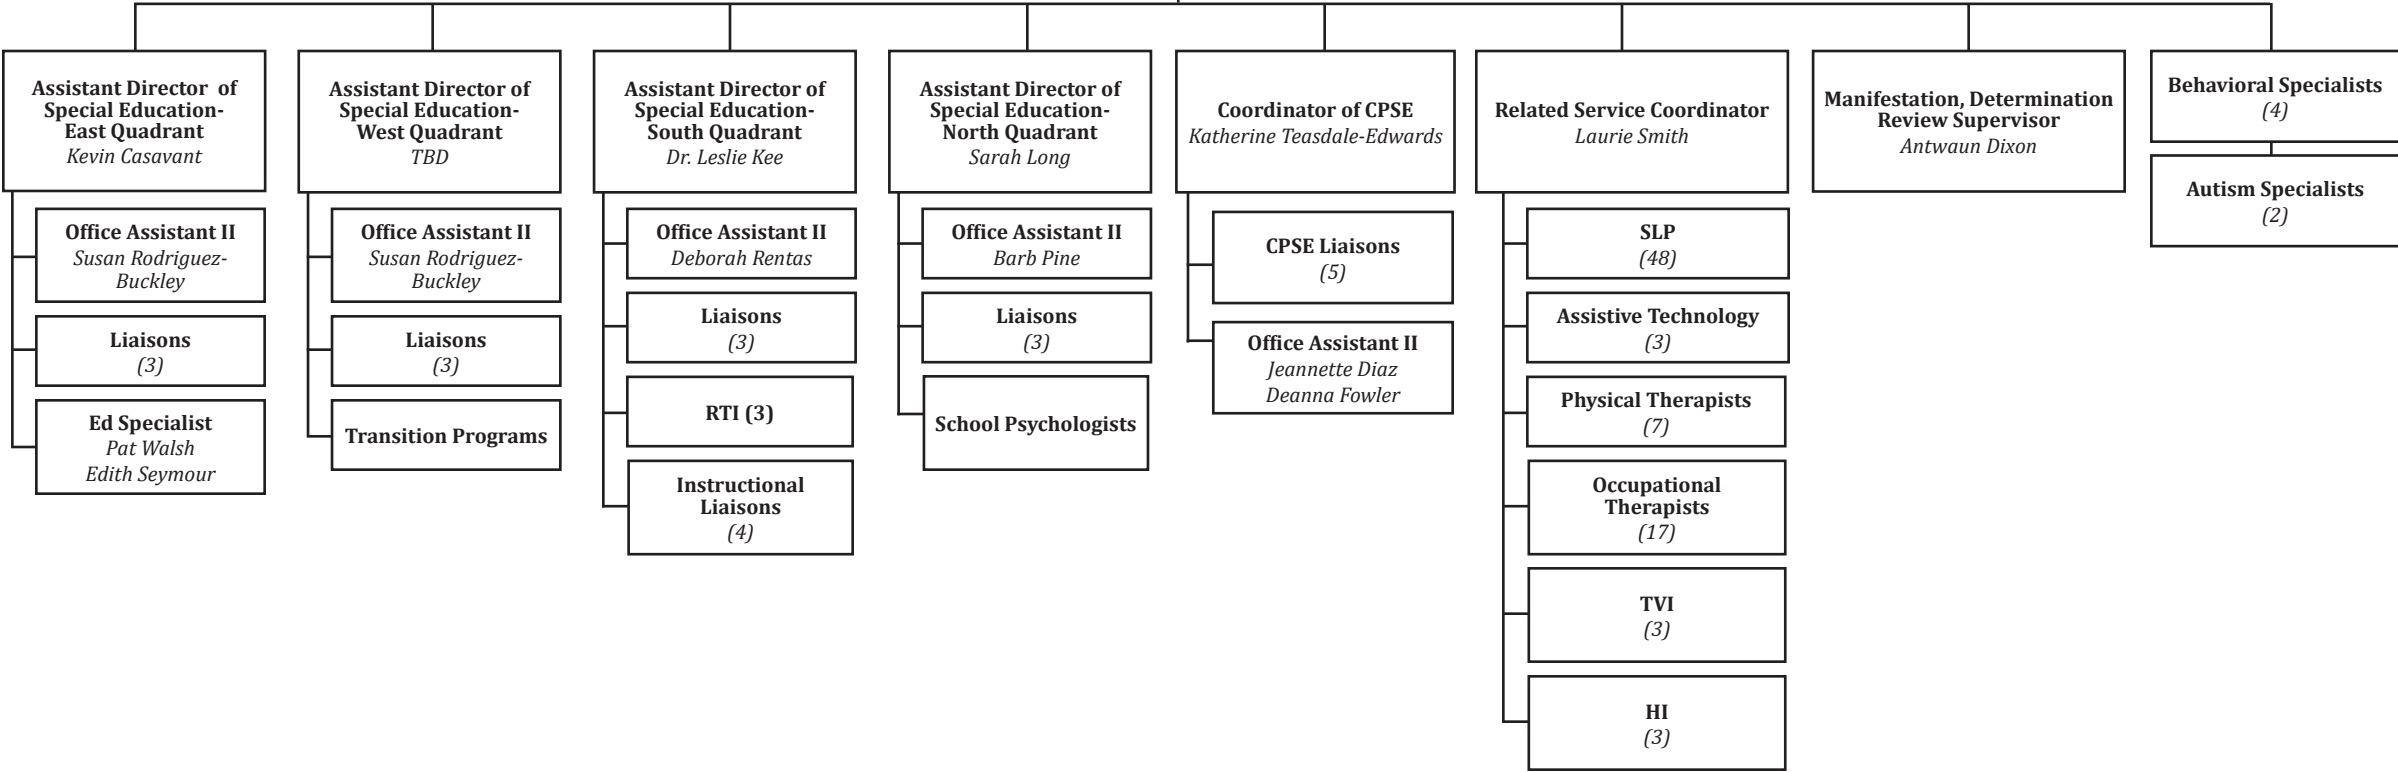 Assistant Director of
Special Education-
East Quadrant
Kevin Casavant
Office Assistant II
Susan Rodriguez-
Buckley
Liaisons
(3)
Ed Specialist
Pat Walsh
Edith Seymour
Assistant Director of
Special Education-
West Quadrant
TBD
Office Assistant II
Susan Rodriguez-
Buckley
Liaisons
(3)
Transition Programs
Assistant Director of
Special Education-
South Quadrant
Dr. Leslie Kee
Office Assistant II
Deborah Rentas
Liaisons
(3)
RTI (3)
Instructional
Liaisons
(4)
Assistant Director of
Special Education-
North Quadrant
Sarah Long
Office Assistant II
Barb Pine
Liaisons
(3)
School Psychologists
Coordinator of CPSE
Katherine Teasdale-Edwards
CPSE Liaisons
(5)
Office Assistant II
Jeannette Diaz
Deanna Fowler
Related Service Coordinator
Laurie Smith
SLP
(48)
Assistive Technology
(3)
Physical Therapists
(7)
Occupational
Therapists
(17)
TVI
(3)
HI
(3)
Manifestation, Determination
Review Supervisor
Antwaun Dixon
Behavioral Specialists
(4)
Autism Specialists
(2)